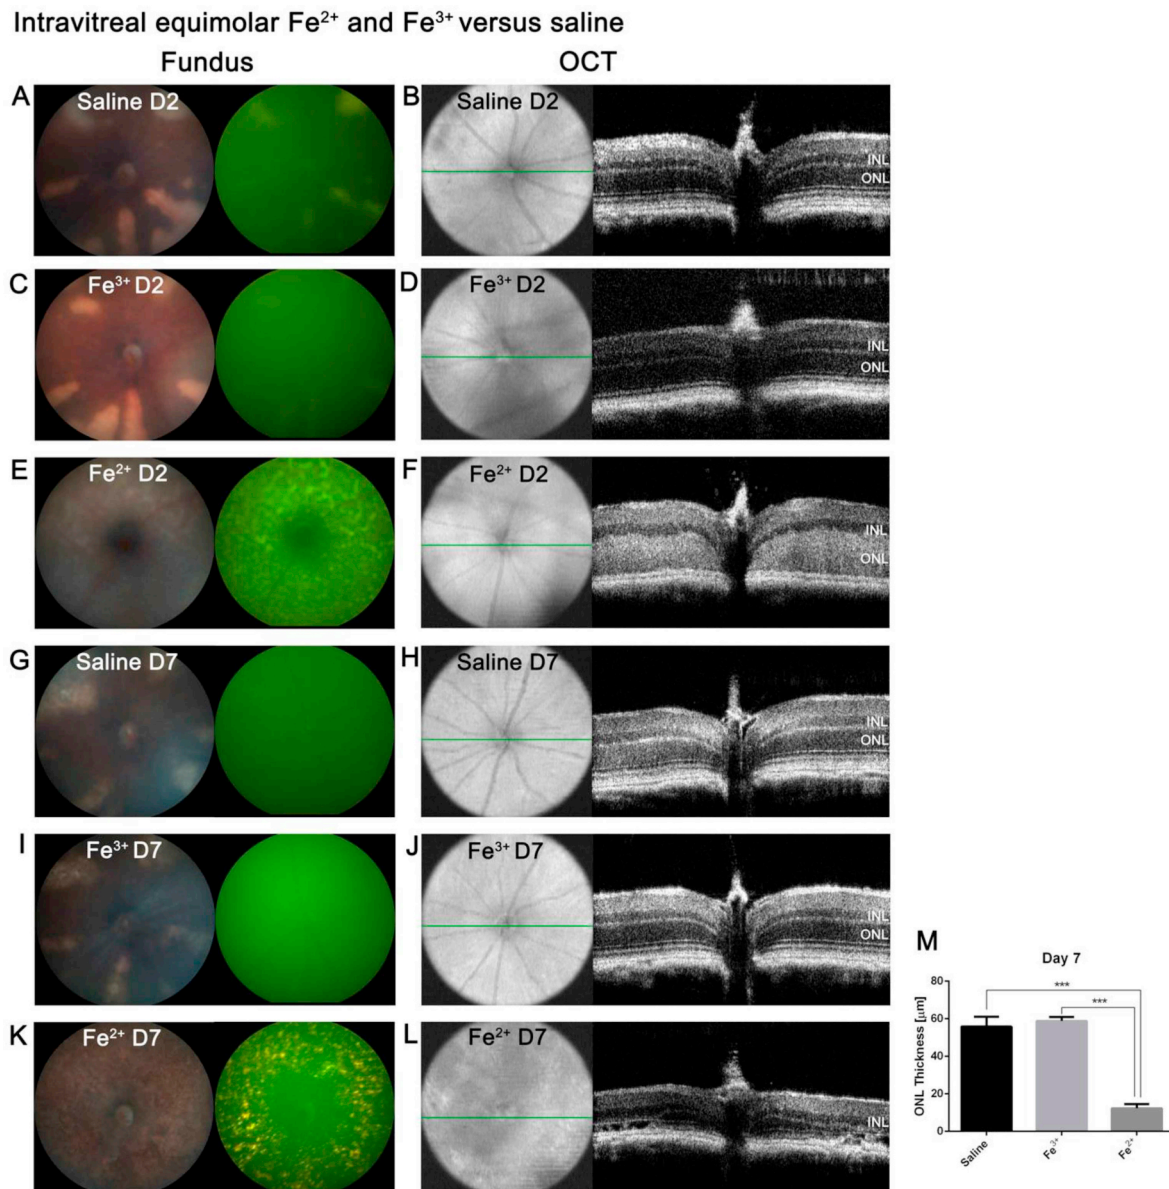 Intravitreal equimolar Fe²⁺ and Fe³⁺ versus saline
Fundus
OCT
A
Saline D2
B
Saline D2
INL
ONL
C
Fe³⁺ D2
D
Fe³⁺ D2
INL
ONL
E
Fe²⁺ D2
F
Fe²⁺ D2
INL
ONL
G
Saline D7
H
Saline D7
INL
ONL
I
Fe³⁺ D7
J
Fe³⁺ D7
INL
ONL
K
Fe²⁺ D7
L
Fe²⁺ D7
INL
M
Day 7
***
***
ONL Thickness [µm]
80
60
40
20
0
Saline
Fe³⁺
Fe²⁺